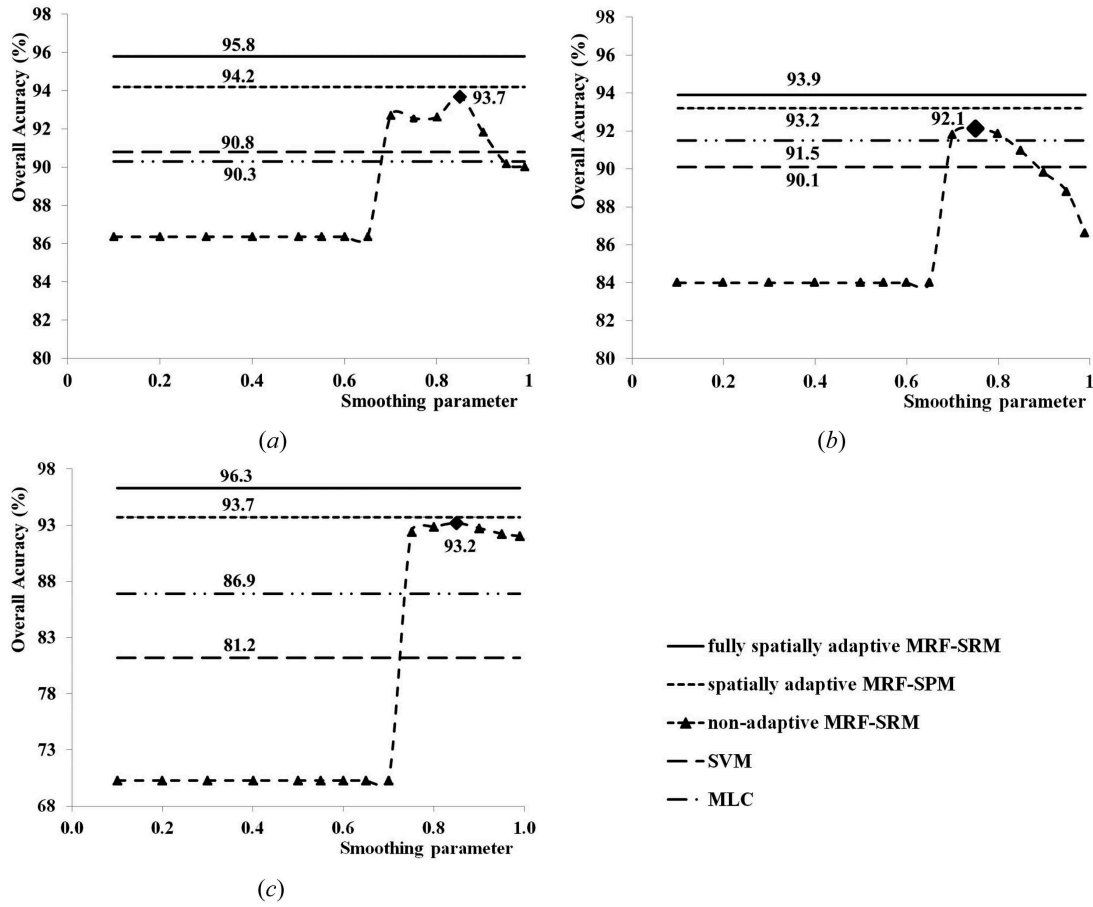 98
96
94
92
90
88
86
84
82
80
Overall Acuracy (%)
95.8
94.2
93.7
90.8
90.3
0 0.2 0.4 0.6 0.8 1
Smoothing parameter
(a)
98
96
94
92
90
88
86
84
82
80
Overall Acuracy (%)
93.9
93.2
92.1
91.5
90.1
0 0.2 0.4 0.6 0.8 1
Smoothing parameter
(b)
98
93
88
83
78
73
68
Overall Acuracy (%)
96.3
93.7
93.2
86.9
81.2
0.0 0.2 0.4 0.6 0.8 1.0
Smoothing parameter
(c)
fully spatially adaptive MRF-SRM
spatially adaptive MRF-SPM
non-adaptive MRF-SRM
SVM
MLC